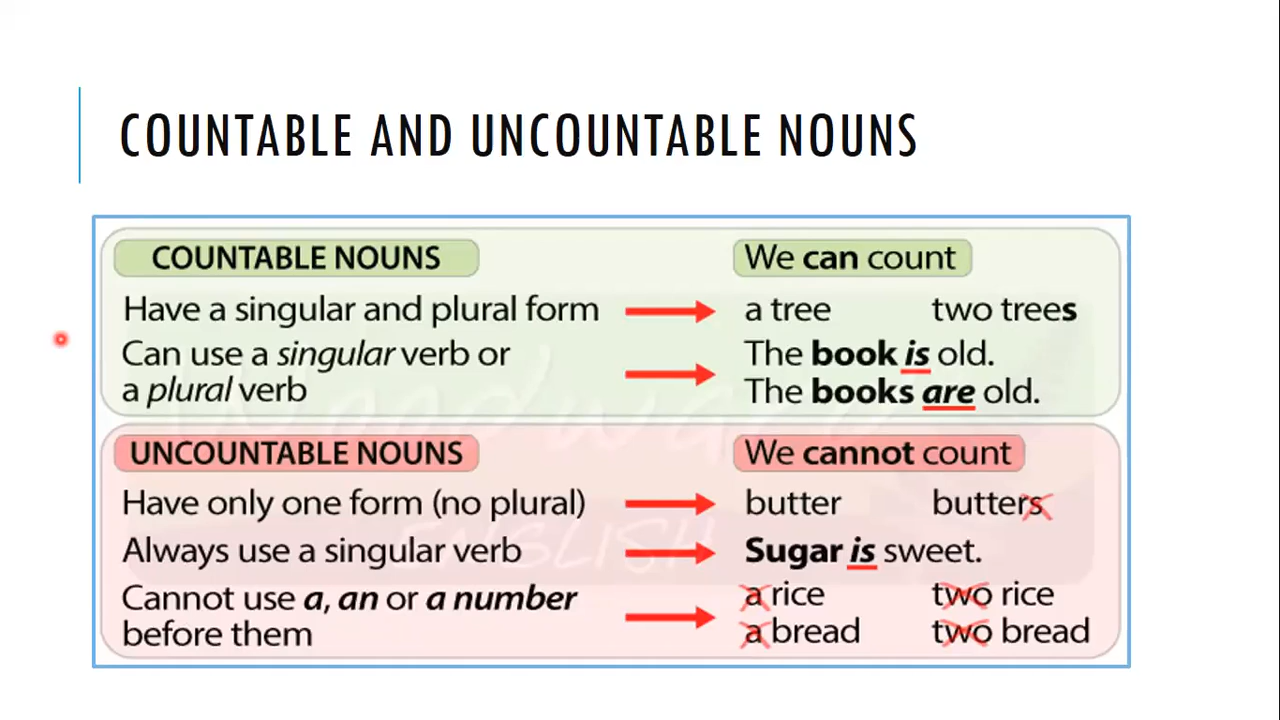 COUNTABLE AND UNCOUNTABLE NOUNS
COUNTABLE NOUNS
We can count
Have a singular and plural form
a tree two trees
Can use a singular verb or
a plural verb
The book is old.
The books are old.
UNCOUNTABLE NOUNS
We cannot count
Have only one form (no plural)
butter butters
Always use a singular verb
Sugar is sweet.
Cannot use a, an or a number
before them
a rice two rice
a bread two bread
Woodward
ENGLISH